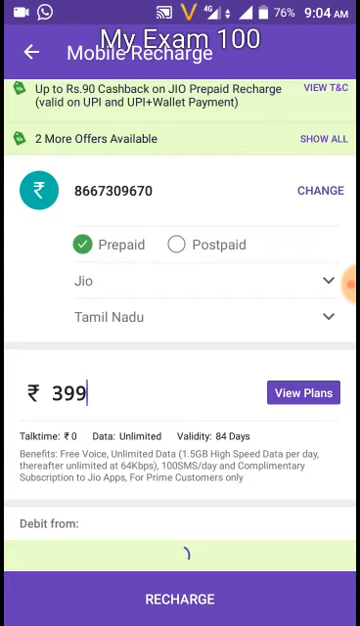 4G 76% 9:04 AM
My Exam 100
Mobile Recharge
Up to Rs.90 Cashback on JIO Prepaid Recharge VIEW T&C
(valid on UPI and UPI+Wallet Payment)
2 More Offers Available SHOW ALL
₹ 8667309670 CHANGE
Prepaid Postpaid
Jio
Tamil Nadu
₹ 399 View Plans
Talktime: ₹ 0 Data: Unlimited Validity: 84 Days
Benefits: Free Voice, Unlimited Data (1.5GB High Speed Data per day,
thereafter unlimited at 64Kbps), 100SMS/day and Complimentary
Subscription to Jio Apps, For Prime Customers only
Debit from:
RECHARGE